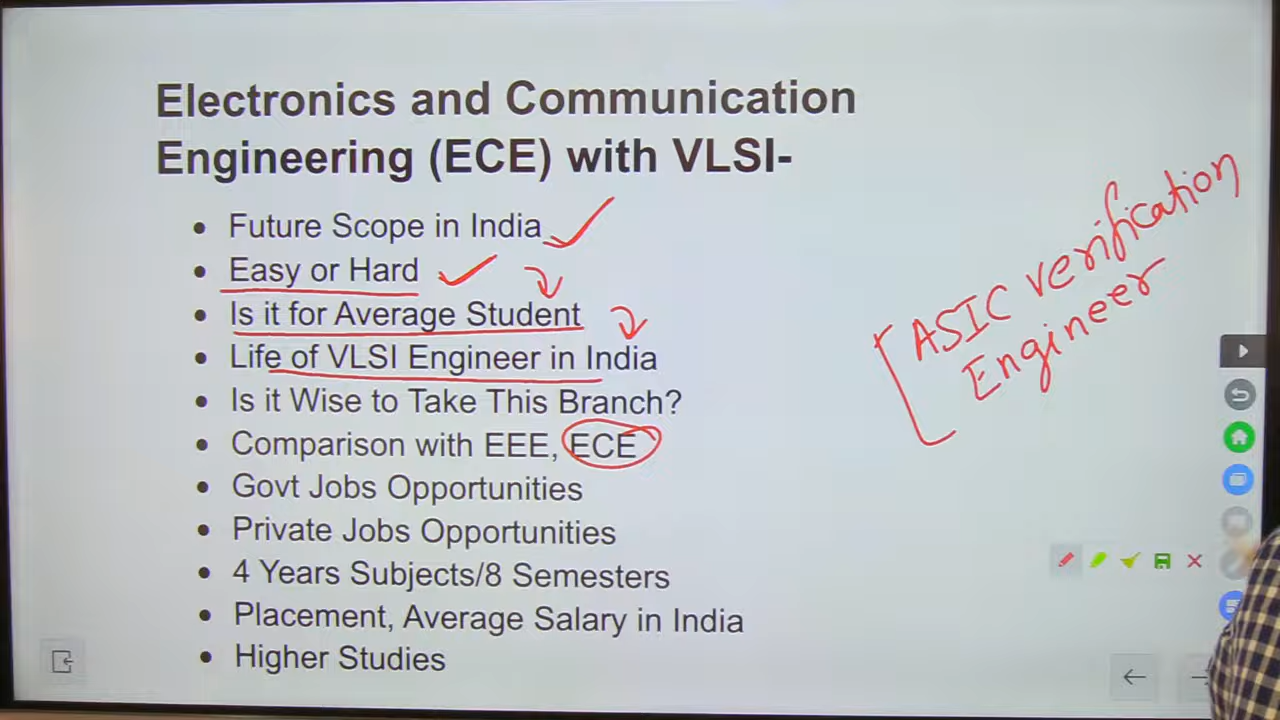 Electronics and Communication
Engineering (ECE) with VLSI-
• Future Scope in India
• Easy or Hard
• Is it for Average Student
• Life of VLSI Engineer in India
• Is it Wise to Take This Branch?
• Comparison with EEE, ECE
• Govt Jobs Opportunities
• Private Jobs Opportunities
• 4 Years Subjects/8 Semesters
• Placement, Average Salary in India
• Higher Studies
ASIC verification
Engineer